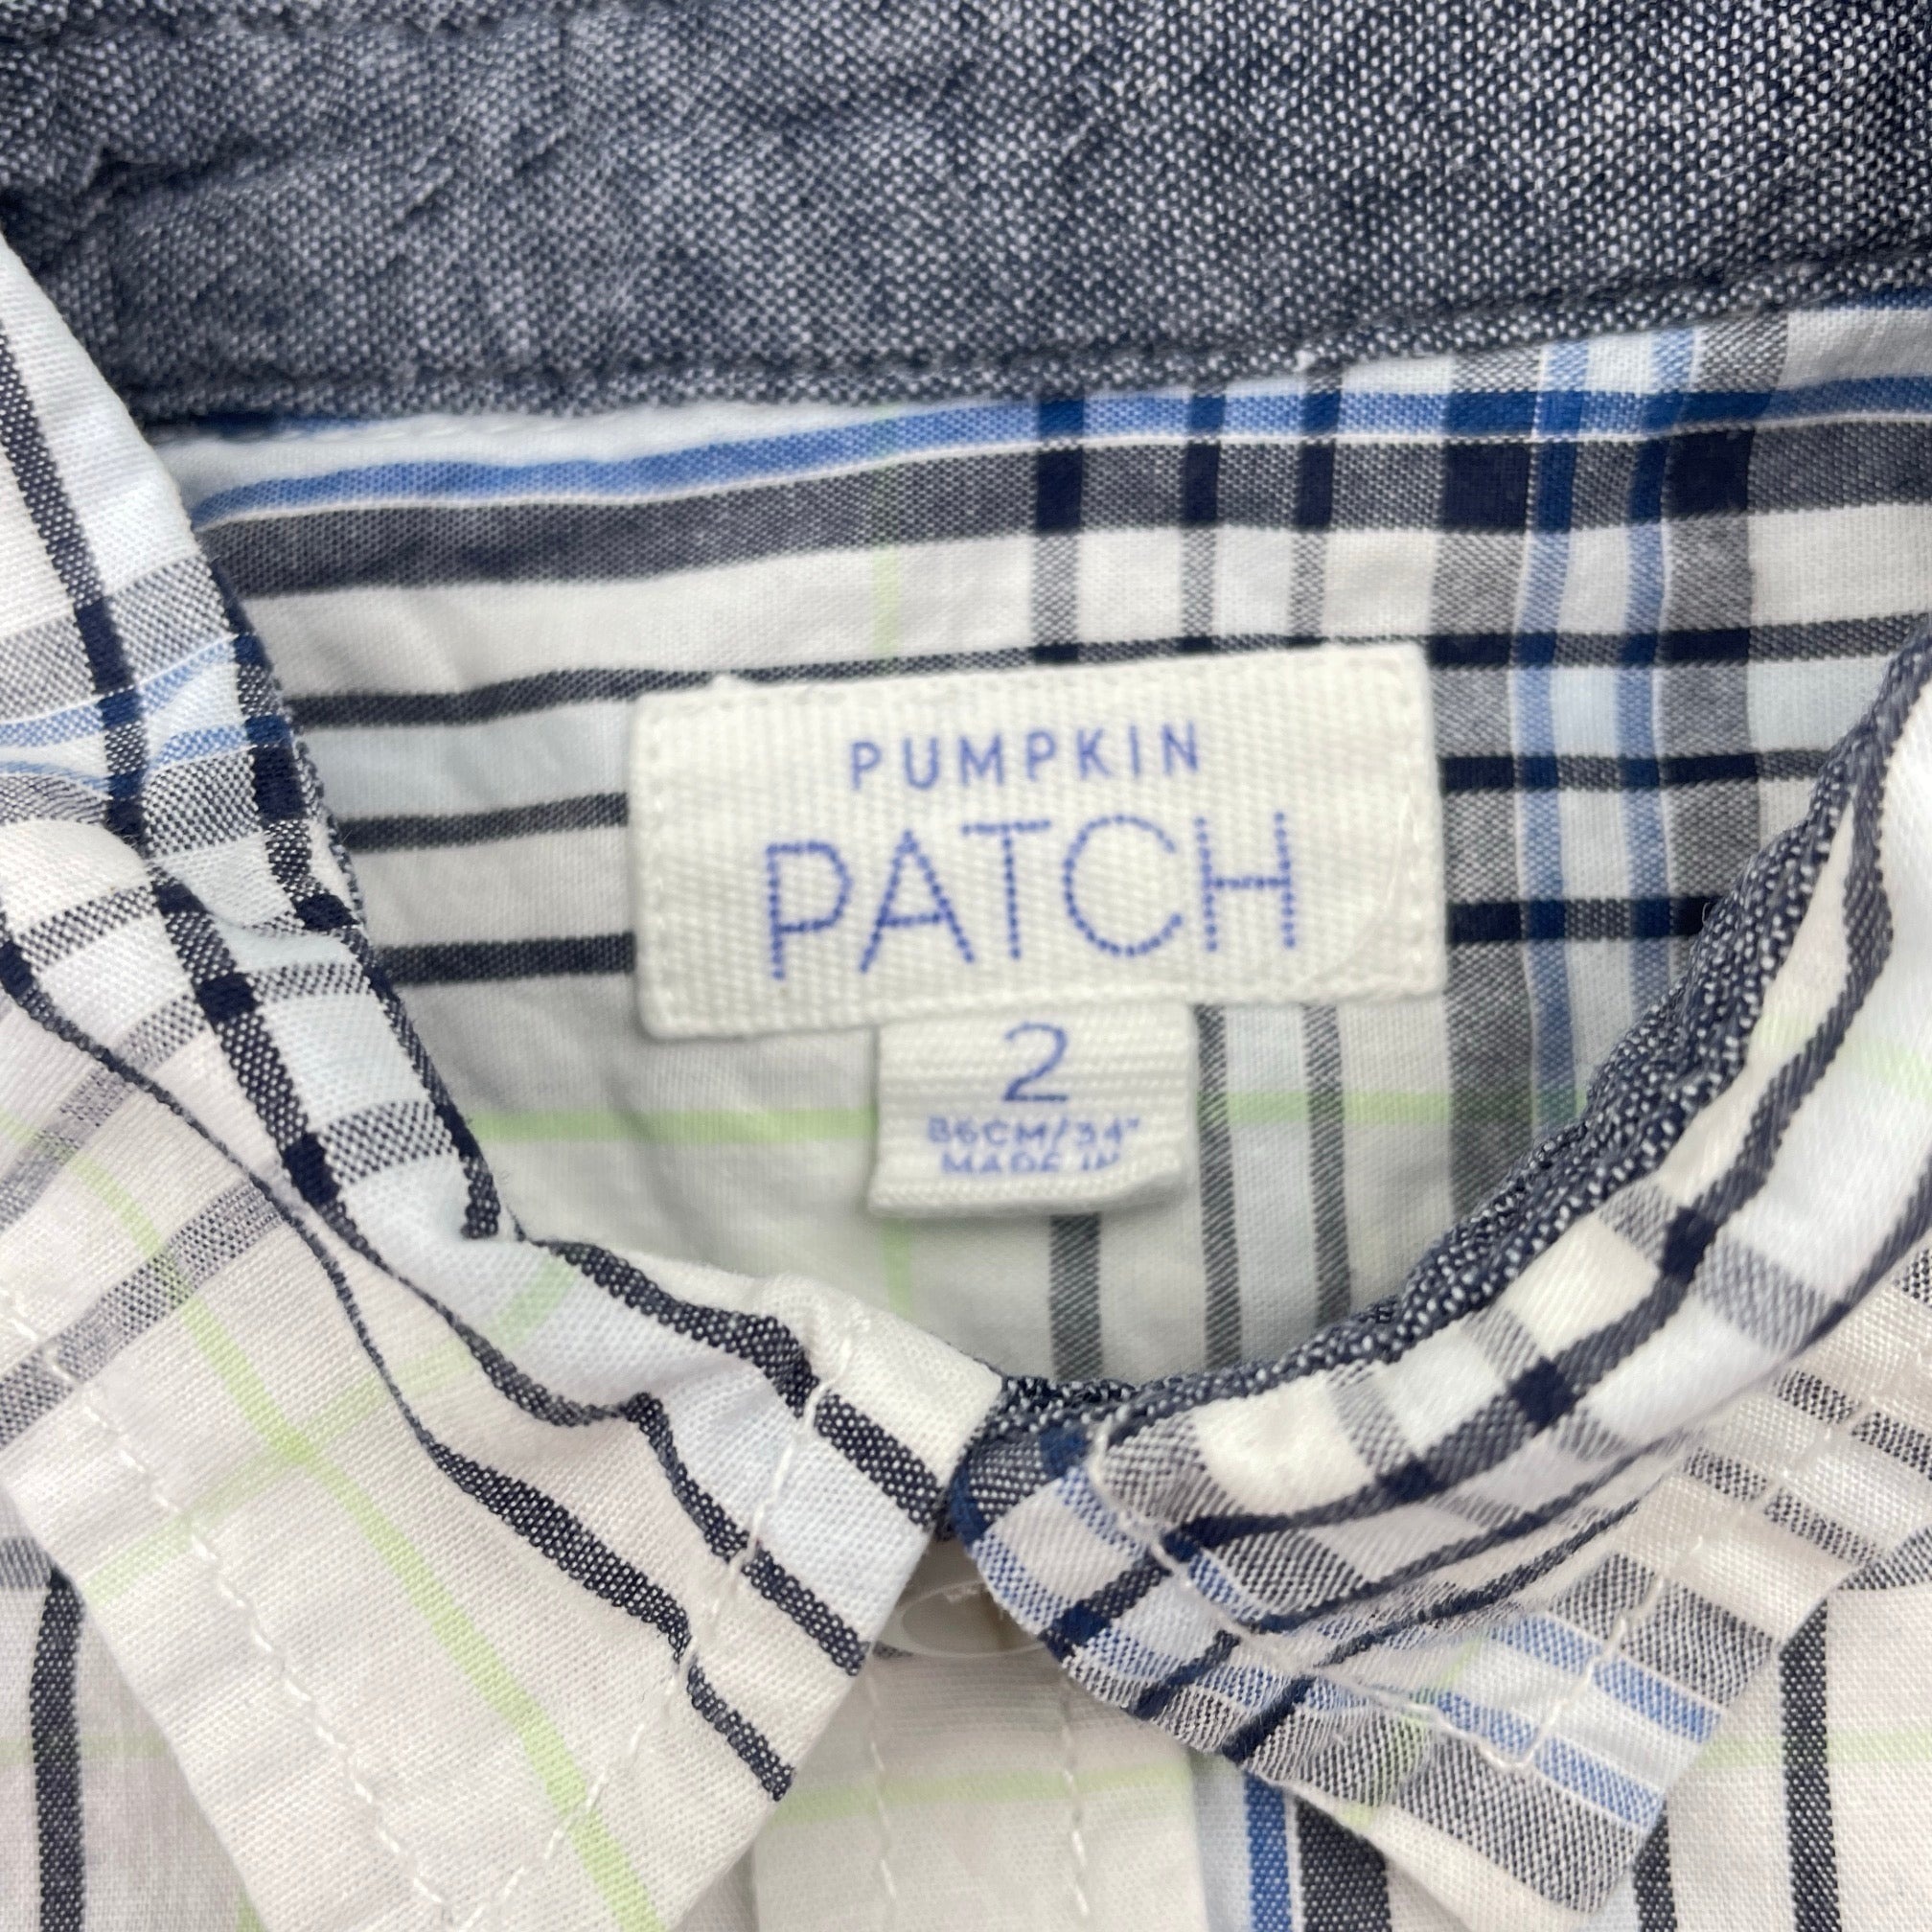 PUMPKIN
PATCH
2
86CM/34"
MADE IN